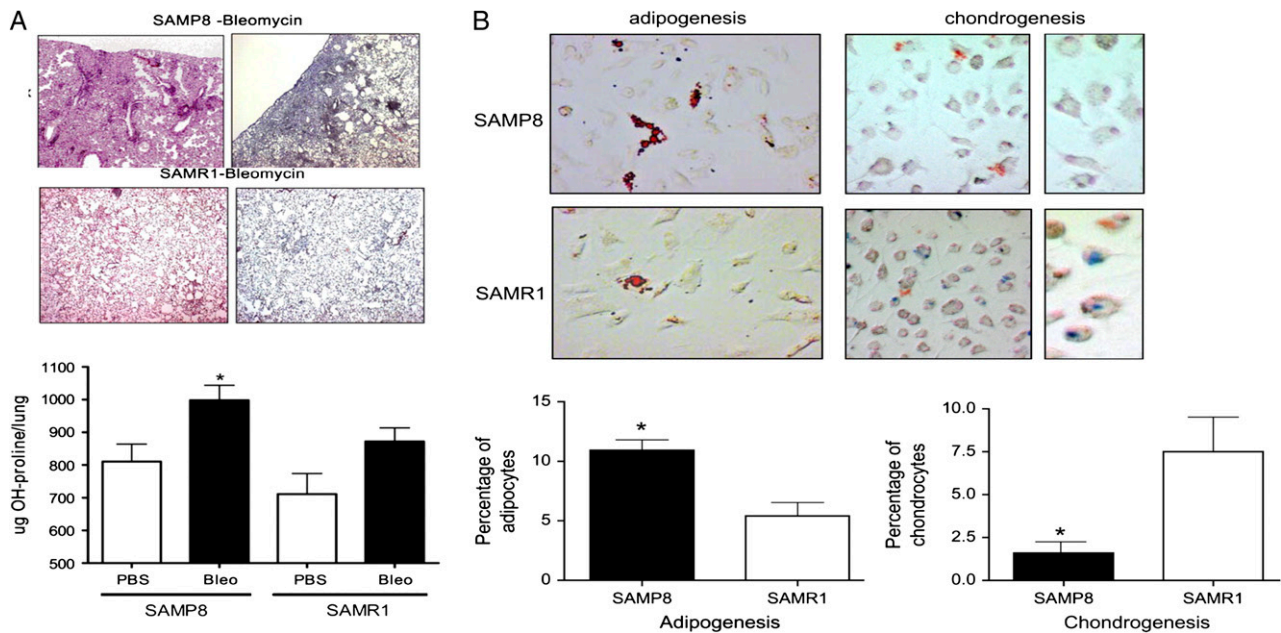 A
SAMP8 -Bleomycin
SAMR1-Bleomycin
ug OH-proline/lung
1100
1000
900
800
700
600
500
*
PBS
Bleo
PBS
Bleo
SAMP8
SAMR1
B
adipogenesis
chondrogenesis
SAMP8
SAMR1
Percentage of
adipocytes
15
10
5
0
*
SAMP8
SAMR1
Adipogenesis
Percentage of
chondrocytes
10.0
7.5
5.0
2.5
0.0
*
SAMP8
SAMR1
Chondrogenesis